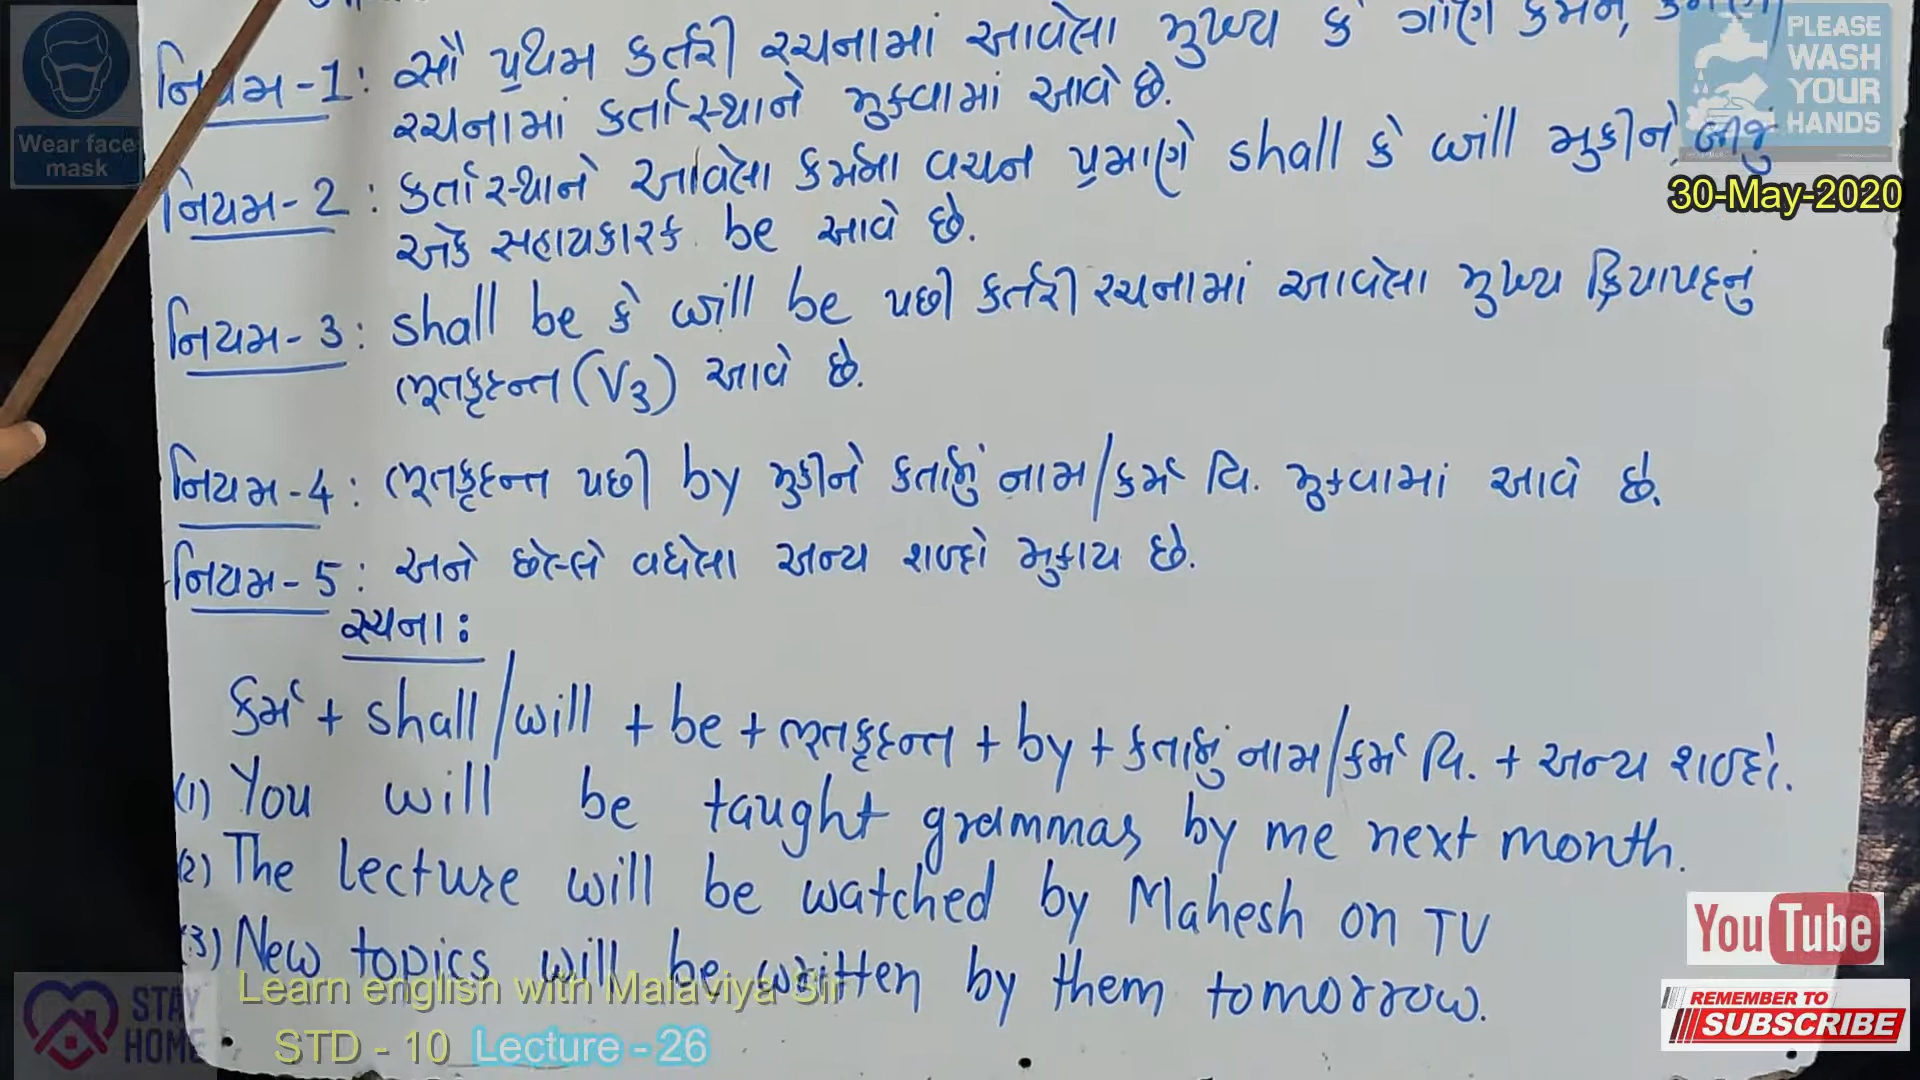 નિયમ-1: સૌ પ્રથમ કર્તરી રચનામાં આવેલા મુખ્ય કે ગૌણ કર્મને,
રચનામાં કર્તાસ્થાને મુકવામાં આવે છે.
નિયમ-2: કર્તાસ્થાને આવેલા કર્મના વચન પ્રમાણે shall કે will મુકીને, બીજું
એક સહાયકારક be આવે છે.
નિયમ-3: shall be કે will be પછી કર્તરી રચનામાં આવેલા મુખ્ય ક્રિયાપદનું
ભૂતકૃદન્ત (V3) આવે છે.
નિયમ-4: ભૂતકૃદન્ત પછી by મુકીને કર્તાનું નામ/કર્મ વિ. મુકવામાં આવે છે.
નિયમ-5: અને છેલ્લે વધેલા અન્ય શબ્દો મુકાય છે.
રચના:
કર્મ + shall/will + be + ભૂતકૃદન્ત + by + કર્તાનું નામ/કર્મ વિ. + અન્ય શબ્દો.
(1) You will be taught grammar by me next month.
(2) The lecture will be watched by Mahesh on TV
(3) New topics will be written by them tomorrow.
Wear face
mask
PLEASE
WASH
YOUR
HANDS
30-May-2020
STAY
HOME
Learn english with Malaviya Sir
STD - 10 Lecture - 26
YouTube
REMEMBER TO
SUBSCRIBE